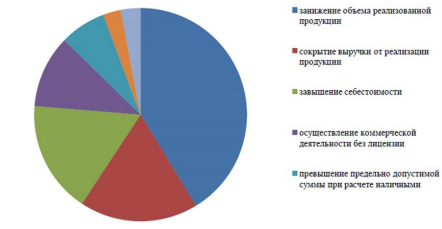 занижение объема реализованной
продукции
сокрытие выручки от реализации
продукции
завышение себестоимости
осуществление коммерческой
деятельности без лицензии
превышение предельно допустимой
суммы при расчете наличными